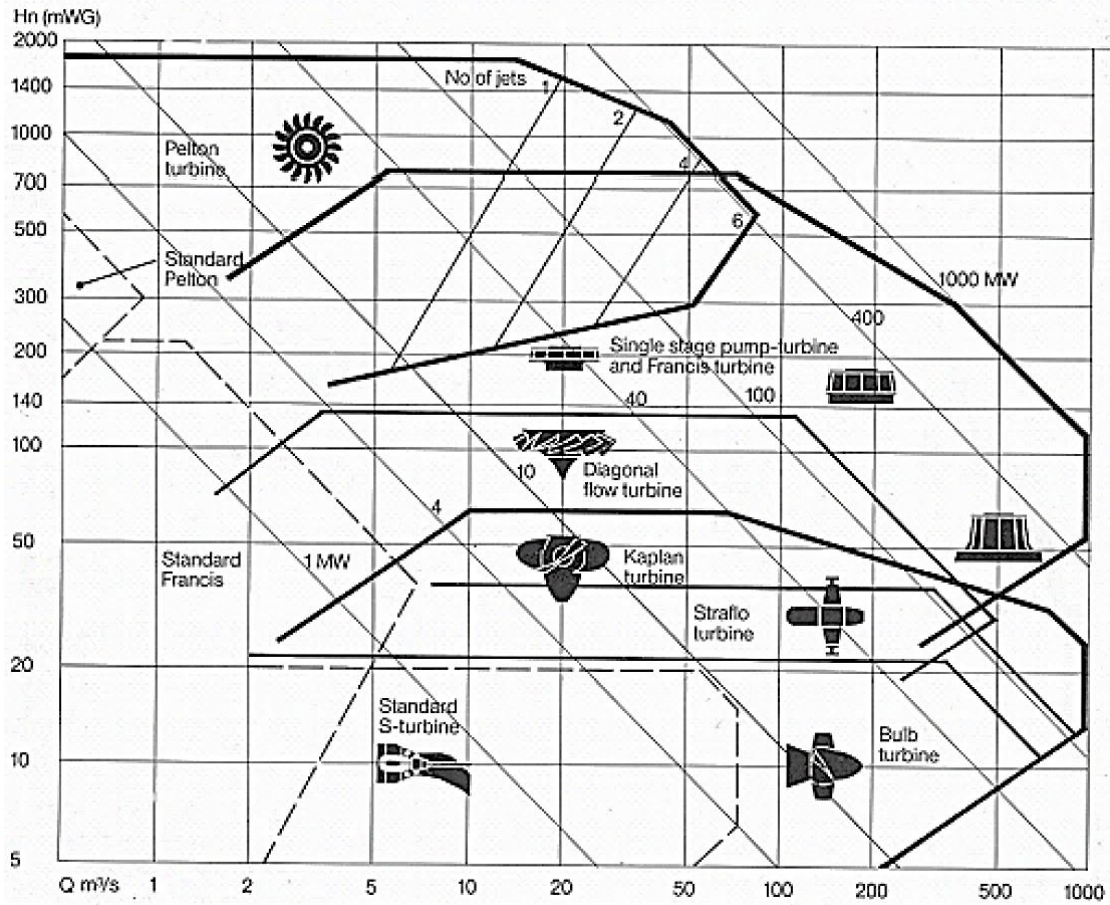 Hn (mWG)
2000
1400
1000
700
500
300
200
140
100
50
20
10
5
No of jets
1
2
4
6
Pelton
turbine
Standard
Pelton
1000 MW
400
Single stage pump-turbine
and Francis turbine
40
100
10
Diagonal
flow turbine
4
Standard
Francis
1 MW
Kaplan
turbine
Straflo
turbine
Standard
S-turbine
Bulb
turbine
Q m³/s
1
2
5
10
20
50
100
200
500
1000